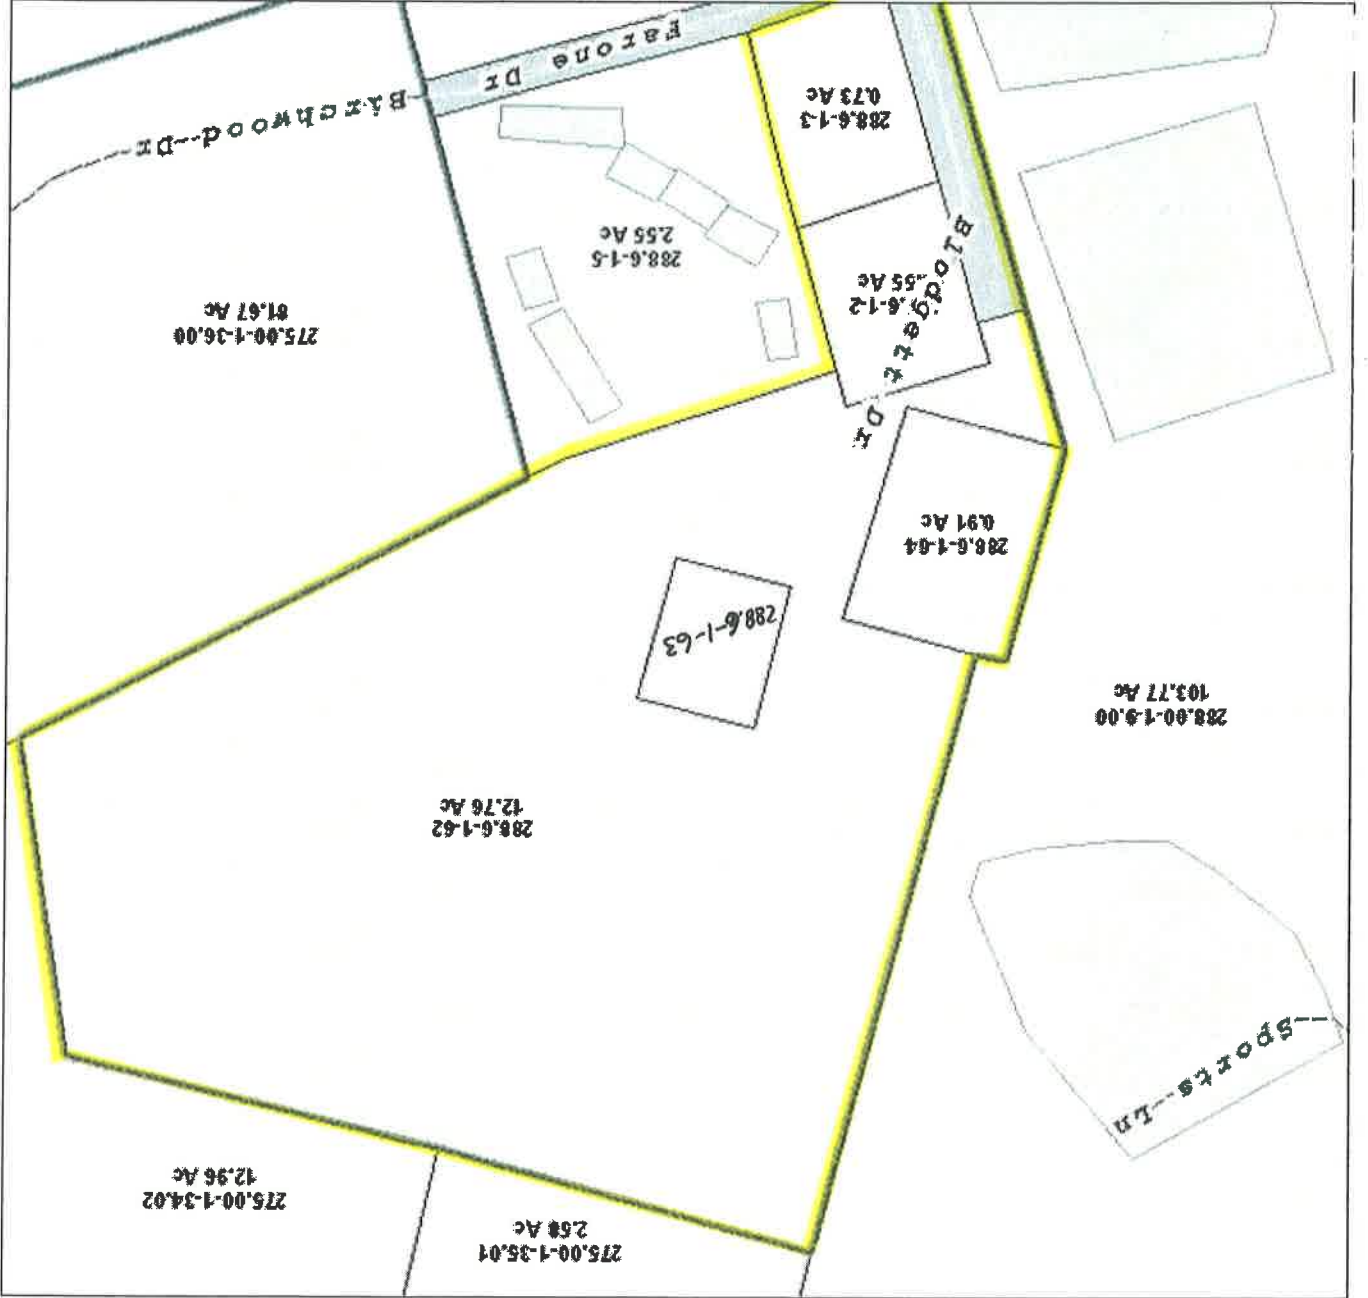 275.00-1-35.01
2.58 Ac
275.00-1-34.02
12.96 Ac
Sports Ln
288.6-1-62
12.76 Ac
288.00-1-9.00
103.77 Ac
288.6-1-63
288.6-1-64
0.91 Ac
Blodgett Dr
275.00-1-36.00
81.67 Ac
.6-1-2
.55 Ac
288.6-1-5
2.55 Ac
288.6-1-3
0.73 Ac
Birchwood Dr
Farone Dr